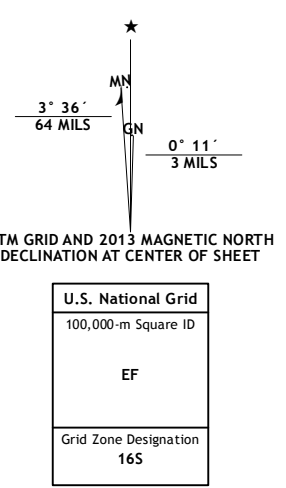 ★
MN
3° 36´
64 MILS
GN
0° 11´
3 MILS
TM GRID AND 2013 MAGNETIC NORTH
DECLINATION AT CENTER OF SHEET
U.S. National Grid
100,000-m Square ID
EF
Grid Zone Designation
16S